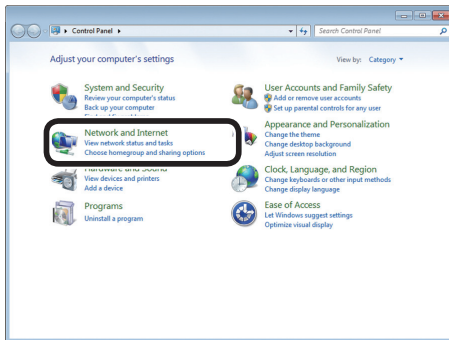 Control Panel
Search Control Panel
Adjust your computer's settings
View by: Category
System and Security
Review your computer's status
Back up your computer
Network and Internet
View network status and tasks
Choose homegroup and sharing options
Hardware and Sound
View devices and printers
Add a device
Programs
Uninstall a program
User Accounts and Family Safety
Add or remove user accounts
Set up parental controls for any user
Appearance and Personalization
Change the theme
Change desktop background
Adjust screen resolution
Clock, Language, and Region
Change keyboards or other input methods
Change display language
Ease of Access
Let Windows suggest settings
Optimize visual display